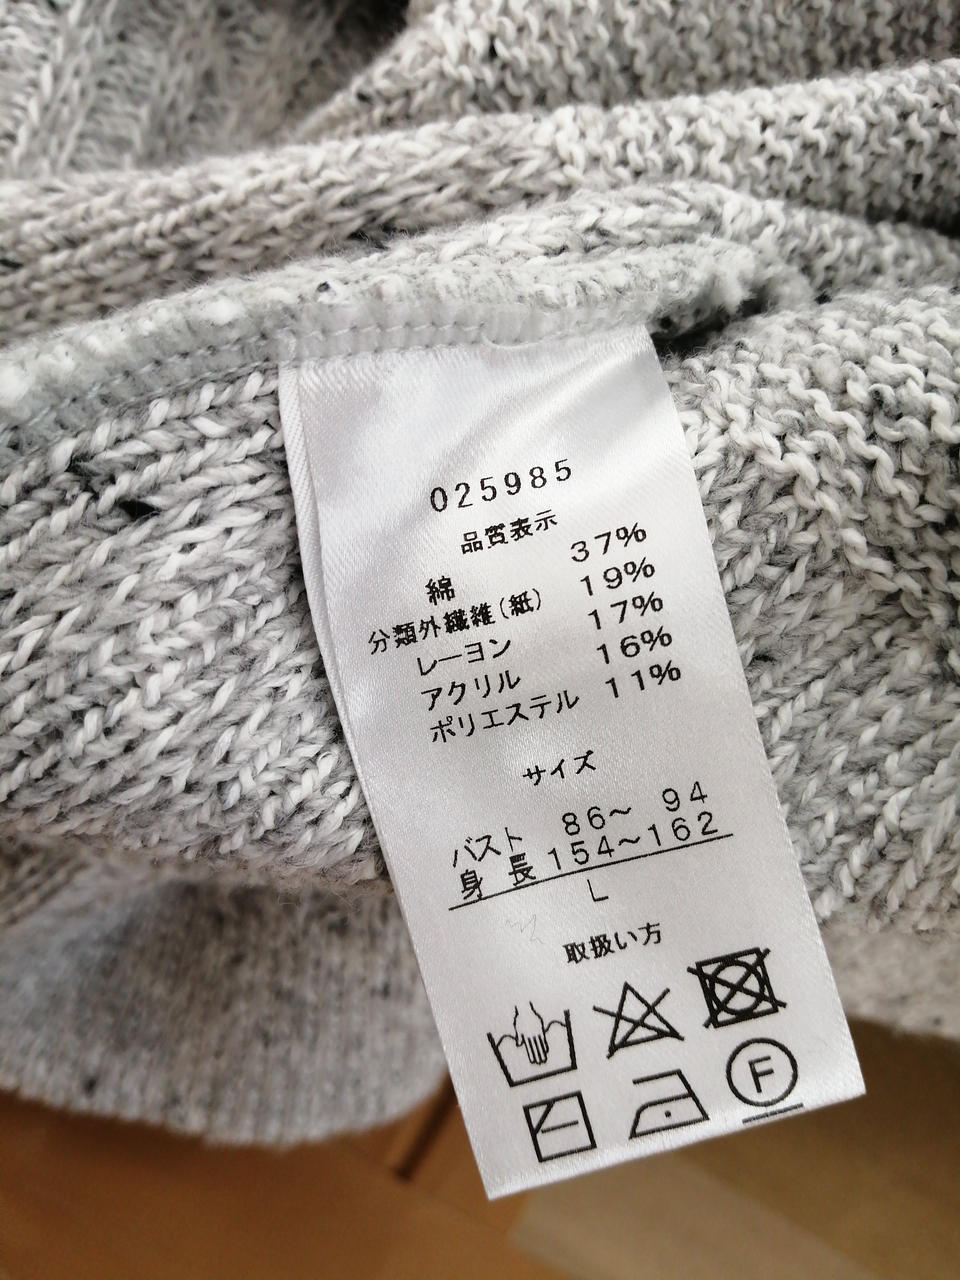 025985
品質表示
綿 37%
分類外繊維(紙) 19%
レーヨン 17%
アクリル 16%
ポリエステル 11%
サイズ
バスト 86〜 94
身長 154〜162
L
取扱い方
F